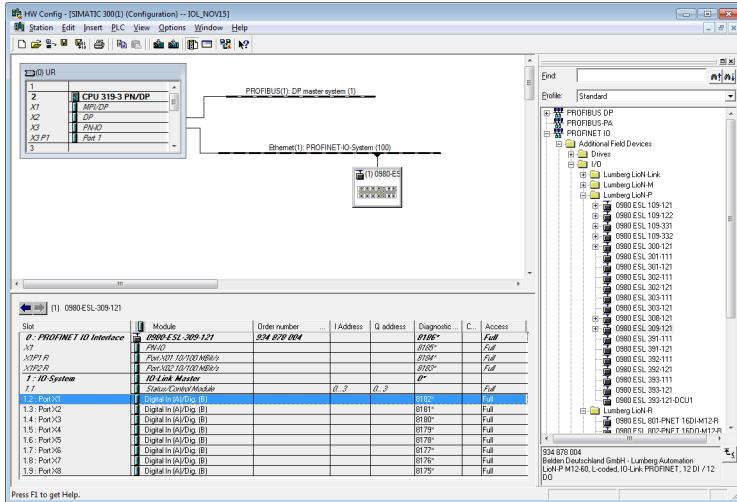 HW Config - [SIMATIC 300(1) (Configuration) -- IOL_NOV15]
Station Edit Insert PLC View Options Window Help
(0) UR
1
2 CPU 319-3 PN/DP
X1 MPI/DP
X2 DP
X3 PN-IO
X3 P1 Port 1
3
PROFIBUS(1): DP master system (1)
Ethernet(1): PROFINET-IO-System (100)
(1) 0980-ES
Find:
Profile: Standard
PROFIBUS DP
PROFIBUS-PA
PROFINET IO
Additional Field Devices
Drives
I/O
Lumberg LioN-Link
Lumberg LioN-M
Lumberg LioN-P
0980 ESL 109-121
0980 ESL 109-122
0980 ESL 109-331
0980 ESL 109-332
0980 ESL 300-121
0980 ESL 301-111
0980 ESL 301-121
0980 ESL 302-111
0980 ESL 302-121
0980 ESL 303-111
0980 ESL 303-121
0980 ESL 308-121
0980 ESL 309-121
0980 ESL 391-111
0980 ESL 391-121
0980 ESL 392-111
0980 ESL 392-121
0980 ESL 393-111
0980 ESL 393-121
0980 ESL 393-121-DCU1
Lumberg LioN-R
0980 ESL 801-PNET 16DI-M12-R
0980 ESL 802-PNET 16DO-M12-R
934 878 004
Belden Deutschland GmbH - Lumberg Automation
LioN-P M12-60, L-coded, IO-Link PROFINET, 12 DI / 12
DO
(1) 0980-ESL-309-121
Slot Module Order number ... I Address Q address Diagnostic ... C... Access
0 : PROFINET IO Interface 0980-ESL-309-121 934 878 004 8186* Full
X1 PN-IO 8185* Full
X1P1 R Port X01 10/100 MBit/s 8184* Full
X1P2 R Port X02 10/100 MBit/s 8183* Full
1 : IO-System IO-Link Master 0*
1.1 Status/Control Module 0...3 0...3 Full
1.2 : Port X1 Digital In (A)/Dig. (B) 8182* Full
1.3 : Port X2 Digital In (A)/Dig. (B) 8181* Full
1.4 : Port X3 Digital In (A)/Dig. (B) 8180* Full
1.5 : Port X4 Digital In (A)/Dig. (B) 8179* Full
1.6 : Port X5 Digital In (A)/Dig. (B) 8178* Full
1.7 : Port X6 Digital In (A)/Dig. (B) 8177* Full
1.8 : Port X7 Digital In (A)/Dig. (B) 8176* Full
1.9 : Port X8 Digital In (A)/Dig. (B) 8175* Full
Press F1 to get Help.